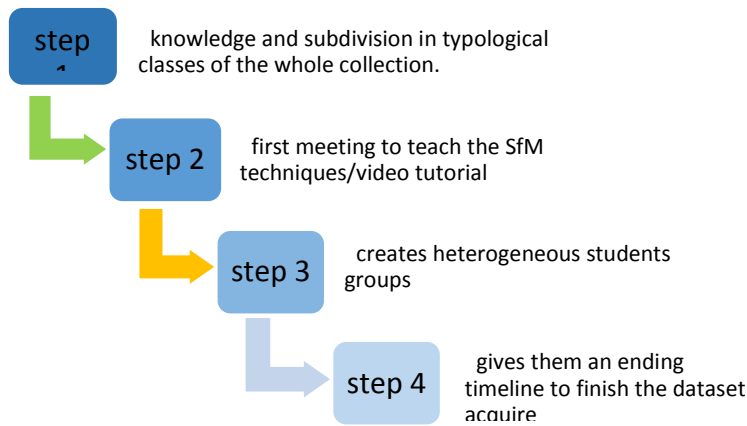 step
knowledge and subdivision in typological
classes of the whole collection.
step 2
first meeting to teach the SfM
techniques/video tutorial
step 3
creates heterogeneous students
groups
step 4
gives them an ending
timeline to finish the dataset
acquire